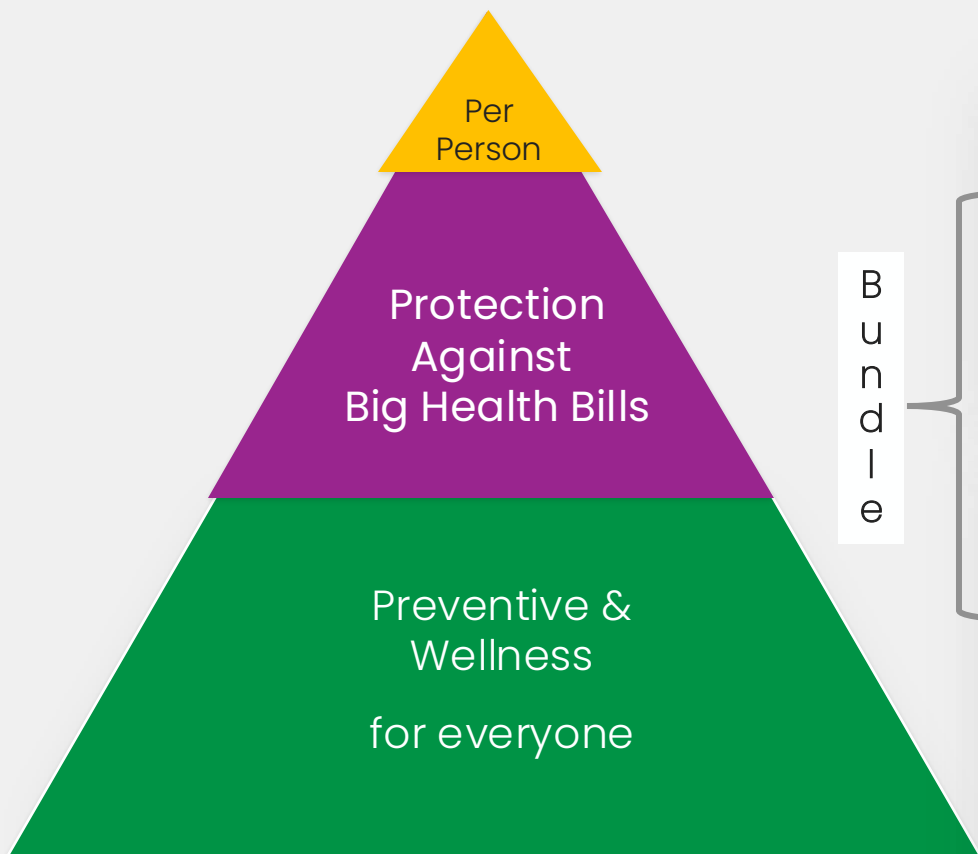 Per
Person
Protection
Against
Big Health Bills
Preventive &
Wellness
for everyone
B
u
n
d
l
e